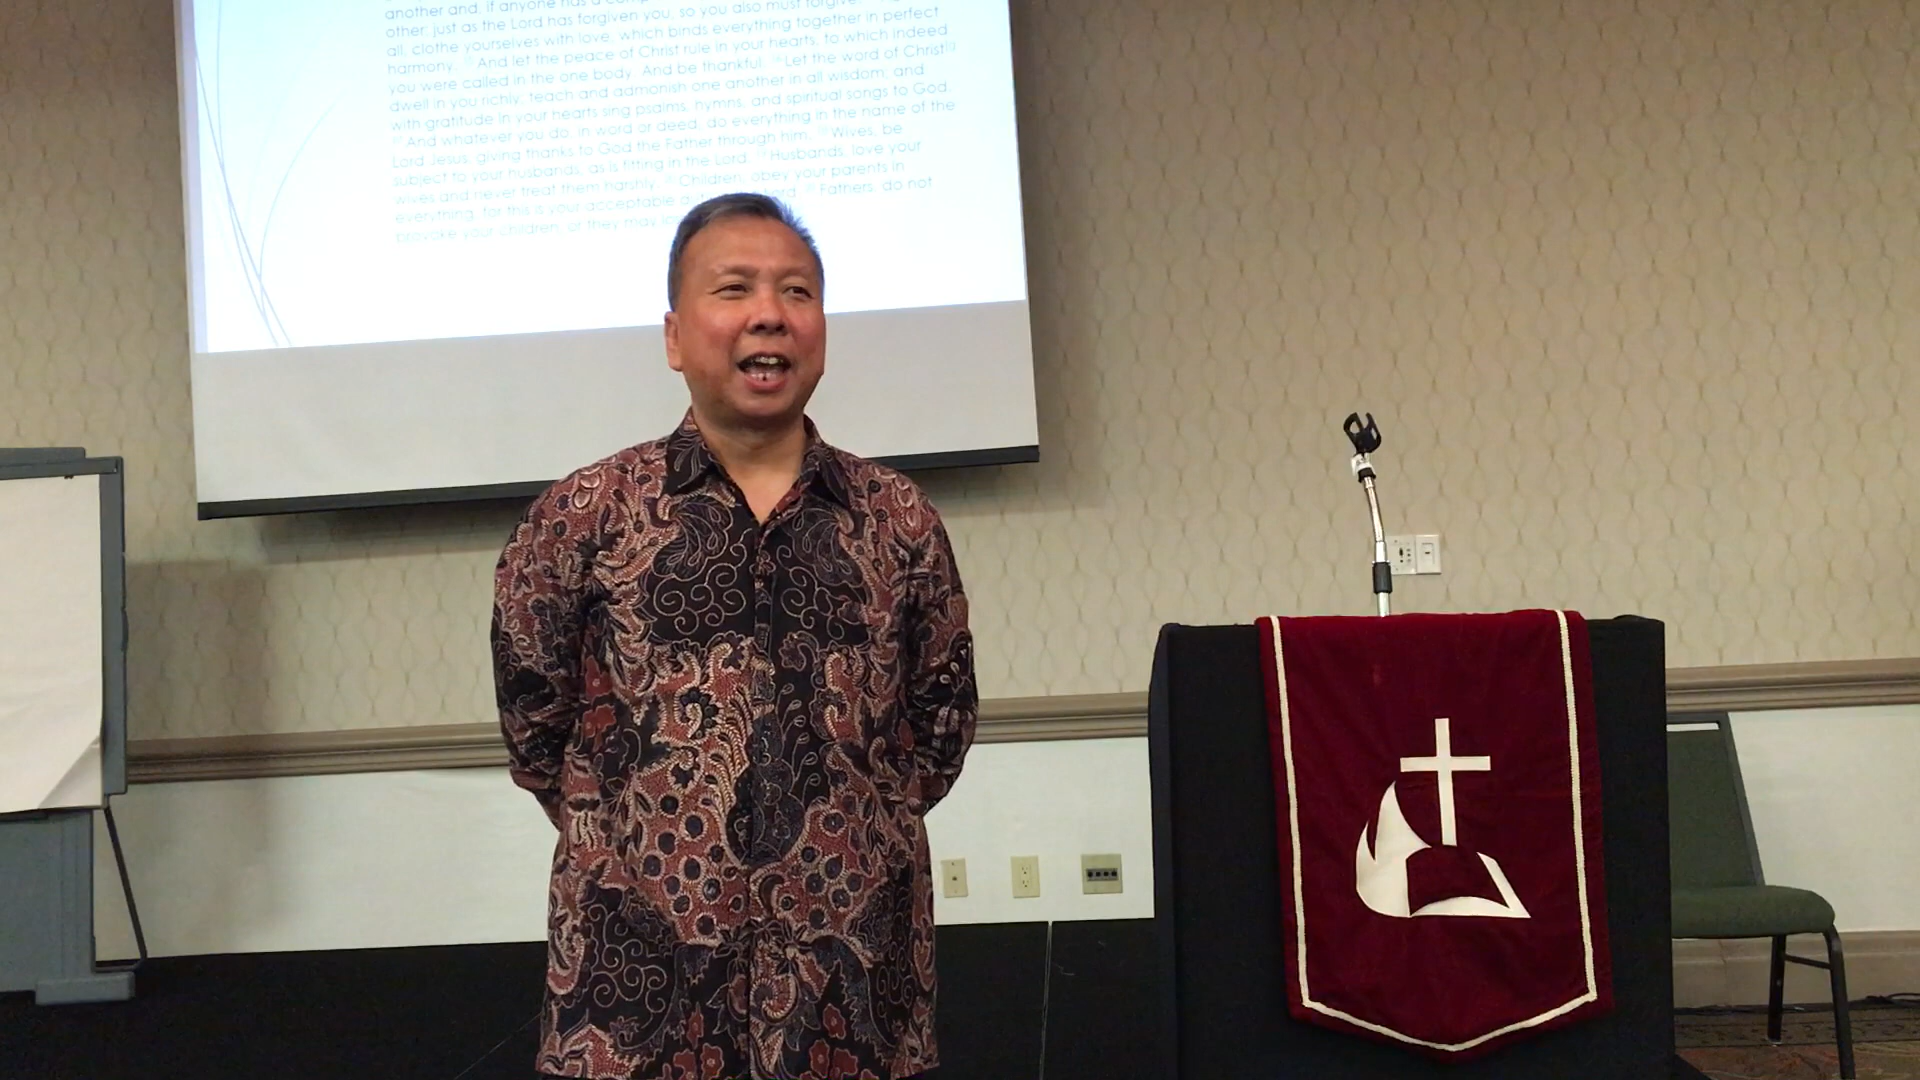 another and, if anyone has a
other; just as the Lord has forgiven you, so you also must forgive.
all, clothe yourselves with love, which binds everything together in perfect
harmony. And let the peace of Christ rule in your hearts, to which indeed
you were called in the one body. And be thankful. Let the word of Christ
dwell in you richly; teach and admonish one another in all wisdom; and
with gratitude in your hearts sing psalms, hymns, and spiritual songs to God.
And whatever you do, in word or deed, do everything in the name of the
Lord Jesus, giving thanks to God the Father through him. Wives, be
subject to your husbands, as is fitting in the Lord. Husbands, love your
wives and never treat them harshly. Children, obey your parents in
everything, for this is your acceptable Lord. Fathers, do not
provoke your children, or they may